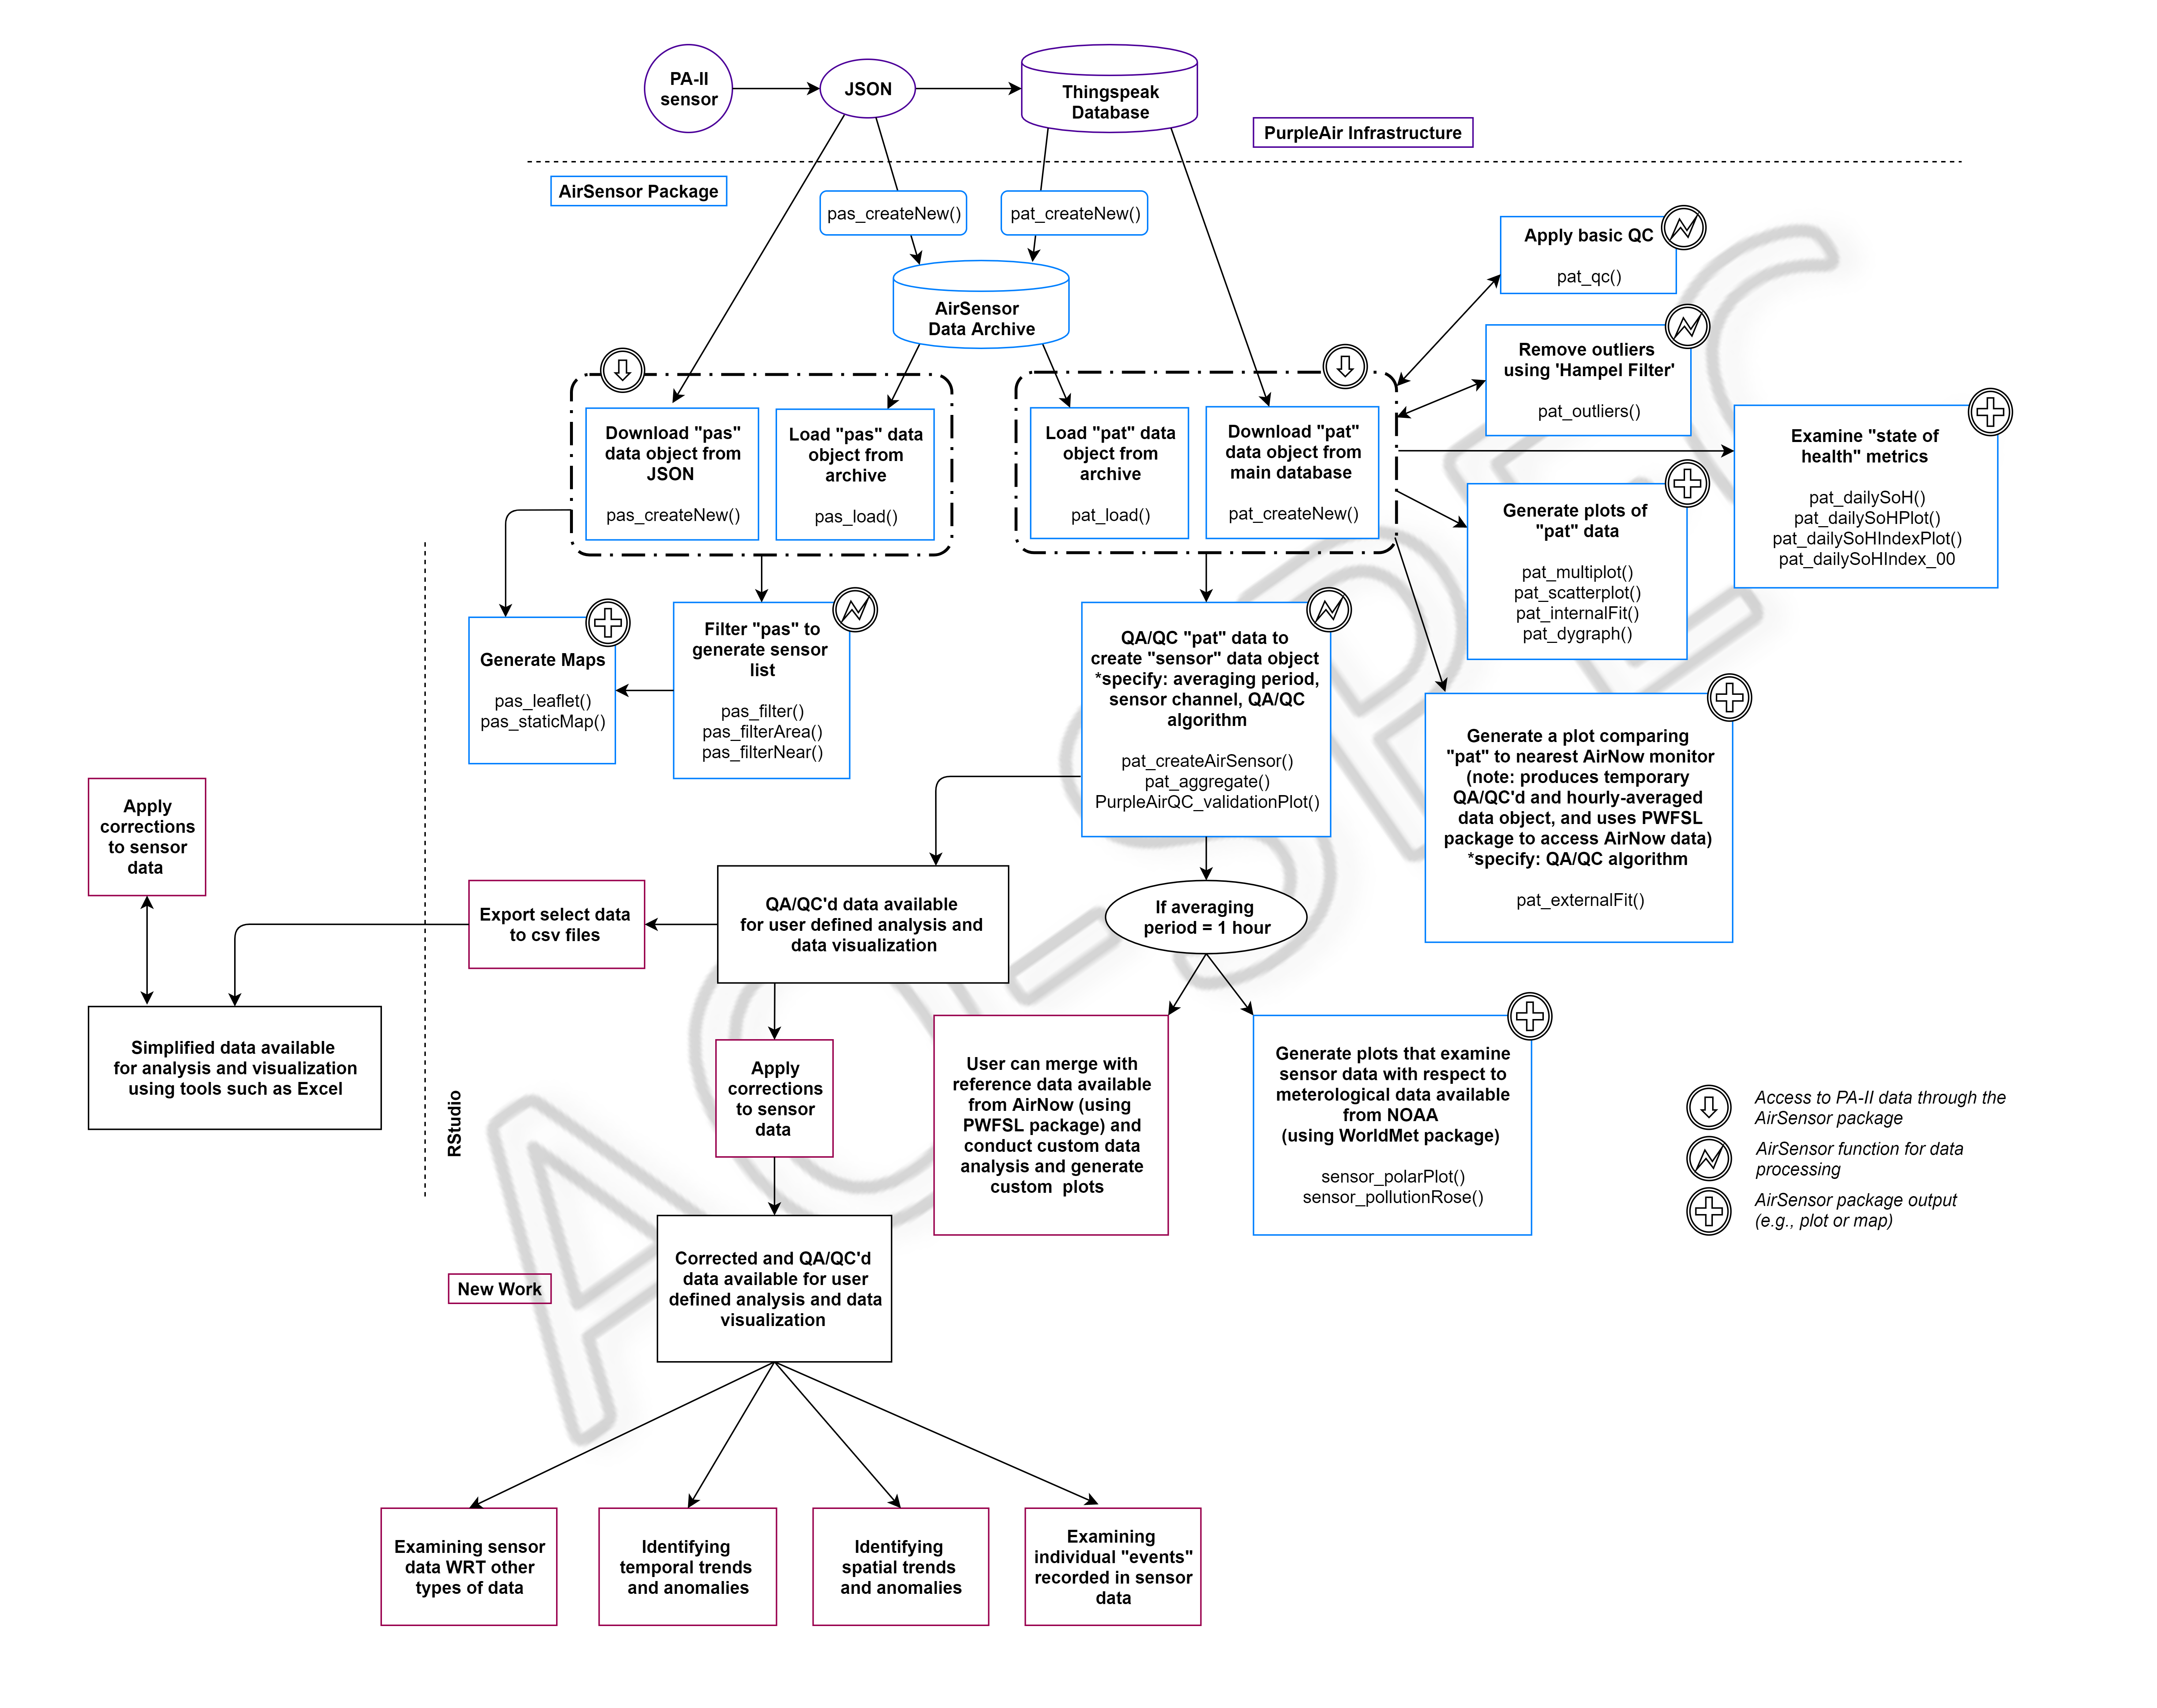 PA-II
sensor
JSON
Thingspeak
Database
PurpleAir Infrastructure
AirSensor Package
pas_createNew()
pat_createNew()
AirSensor
Data Archive
Apply basic QC
pat_qc()
Remove outliers
using 'Hampel Filter'
pat_outliers()
Download "pas"
data object from
JSON
pas_createNew()
Load "pas" data
object from
archive
pas_load()
Load "pat" data
object from
archive
pat_load()
Download "pat"
data object from
main database
pat_createNew()
Examine "state of
health" metrics
pat_dailySoH()
pat_dailySoHPlot()
pat_dailySoHIndexPlot()
pat_dailySoHIndex_00
Generate plots of
"pat" data
pat_multiplot()
pat_scatterplot()
pat_internalFit()
pat_dygraph()
Generate Maps
pas_leaflet()
pas_staticMap()
Filter "pas" to
generate sensor
list
pas_filter()
pas_filterArea()
pas_filterNear()
QA/QC "pat" data to
create "sensor" data object
*specify: averaging period,
sensor channel, QA/QC
algorithm
pat_createAirSensor()
pat_aggregate()
PurpleAirQC_validationPlot()
Generate a plot comparing
"pat" to nearest AirNow monitor
(note: produces temporary
QA/QC'd and hourly-averaged
data object, and uses PWFSL
package to access AirNow data)
*specify: QA/QC algorithm
pat_externalFit()
Apply
corrections
to sensor
data
Export select data
to csv files
QA/QC'd data available
for user defined analysis and
data visualization
If averaging
period = 1 hour
Simplified data available
for analysis and visualization
using tools such as Excel
RStudio
Apply
corrections
to sensor
data
User can merge with
reference data available
from AirNow (using
PWFSL package) and
conduct custom data
analysis and generate
custom plots
Generate plots that examine
sensor data with respect to
meterological data available
from NOAA
(using WorldMet package)
sensor_polarPlot()
sensor_pollutionRose()
Access to PA-II data through the
AirSensor package
AirSensor function for data
processing
AirSensor package output
(e.g., plot or map)
New Work
Corrected and QA/QC'd
data available for user
defined analysis and data
visualization
Examining sensor
data WRT other
types of data
Identifying
temporal trends
and anomalies
Identifying
spatial trends
and anomalies
Examining
individual "events"
recorded in sensor
data
AQ-SPEC